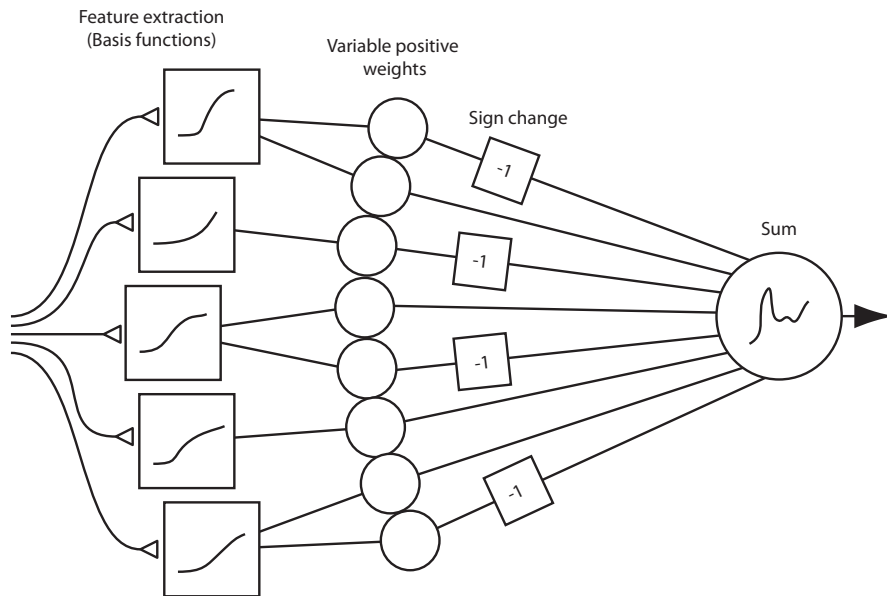 Feature extraction
(Basis functions)
Variable positive
weights
Sign change
-1
-1
Sum
-1
-1